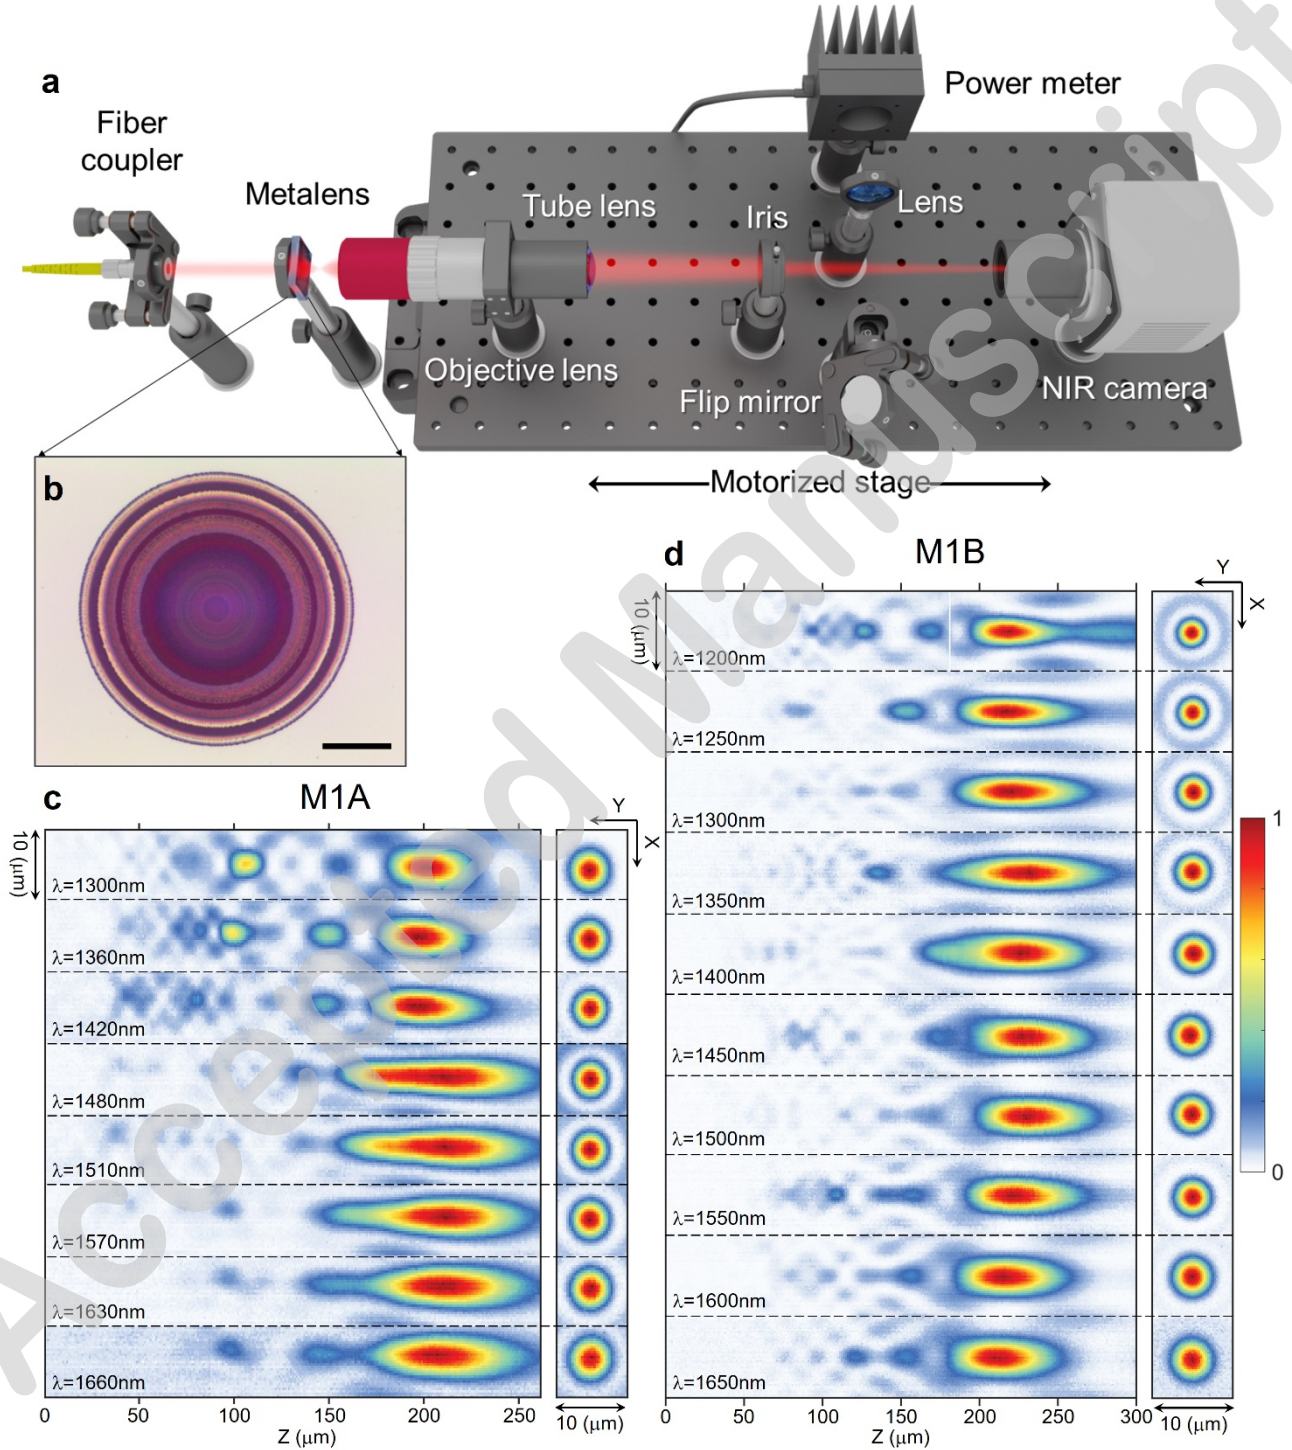 a
Fiber
coupler
Metalens
Tube lens
Iris
Lens
Power meter
Objective lens
Flip mirror
NIR camera
Motorized stage
b
c
M1A
Y
X
10 (µm)
λ=1300nm
λ=1360nm
λ=1420nm
λ=1480nm
λ=1510nm
λ=1570nm
λ=1630nm
λ=1660nm
0 50 100 150 200 250
Z (µm)
10 (µm)
d
M1B
Y
X
10 (µm)
λ=1200nm
λ=1250nm
λ=1300nm
λ=1350nm
λ=1400nm
λ=1450nm
λ=1500nm
λ=1550nm
λ=1600nm
λ=1650nm
0 50 100 150 200 250 300
Z (µm)
10 (µm)
1
0
Accepted Manuscript